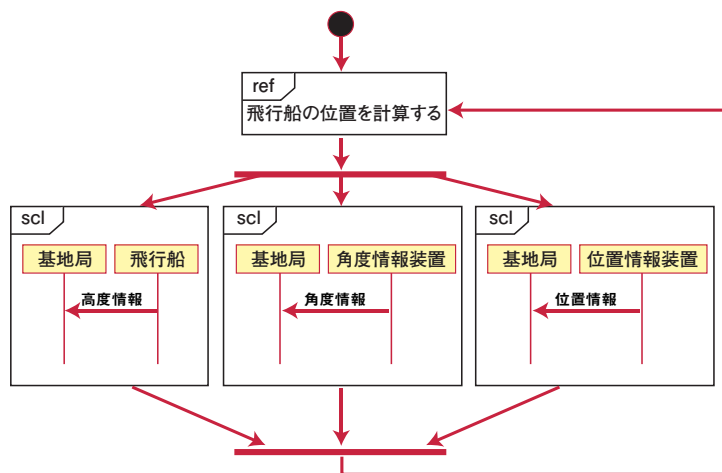 ref
飛行船の位置を計算する
scl
基地局
飛行船
高度情報
scl
基地局
角度情報装置
角度情報
scl
基地局
位置情報装置
位置情報